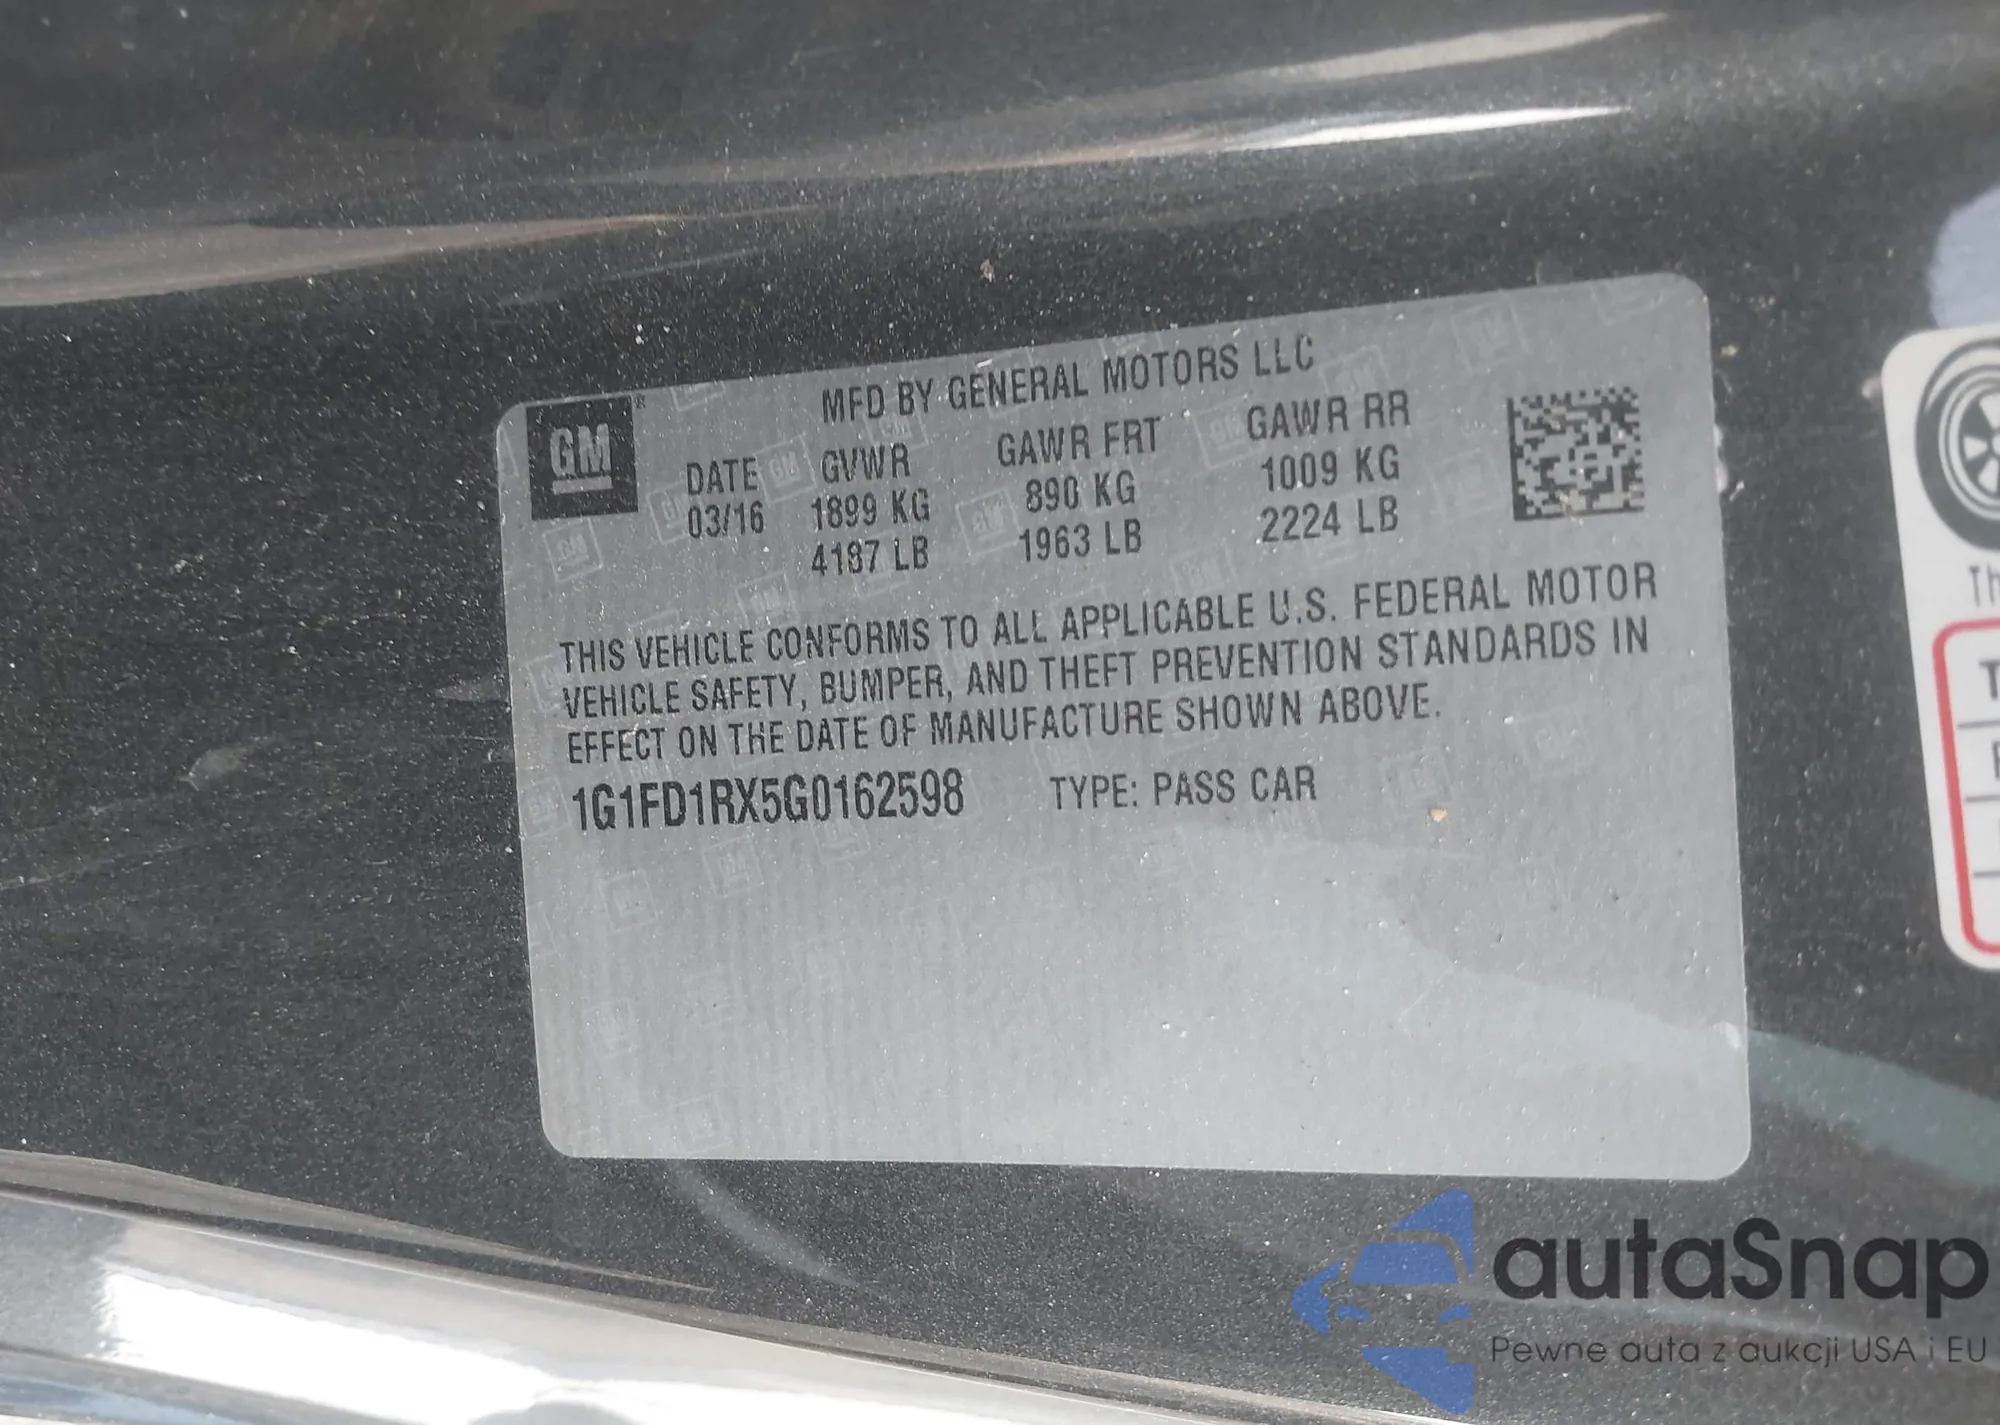 MFD BY GENERAL MOTORS LLC
GM
DATE GVWR GAWR FRT GAWR RR
03/16 1899 KG 890 KG 1009 KG
4187 LB 1963 LB 2224 LB
THIS VEHICLE CONFORMS TO ALL APPLICABLE U.S. FEDERAL MOTOR
VEHICLE SAFETY, BUMPER, AND THEFT PREVENTION STANDARDS IN
EFFECT ON THE DATE OF MANUFACTURE SHOWN ABOVE.
1G1FD1RX5G0162598 TYPE: PASS CAR
autaSnap
Pewne auta z aukcji USA i EU